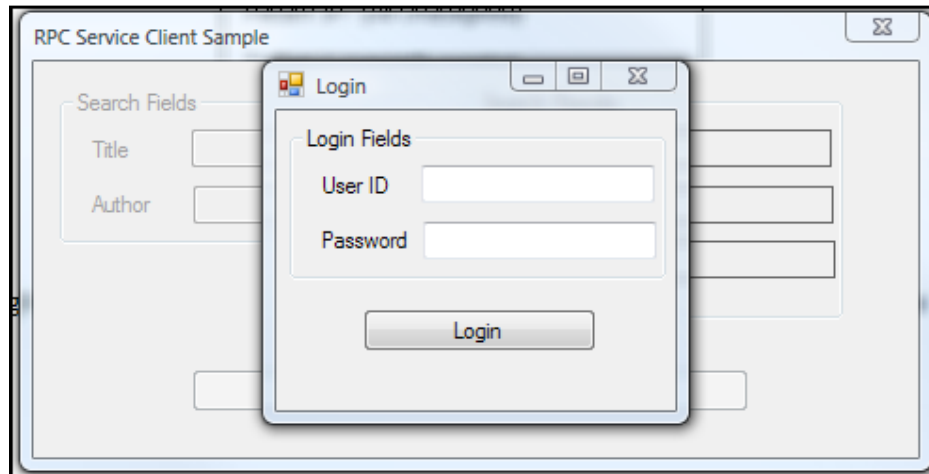 RPC Service Client Sample
Login
Search Fields
Login Fields
Title
User ID
Author
Password
Login